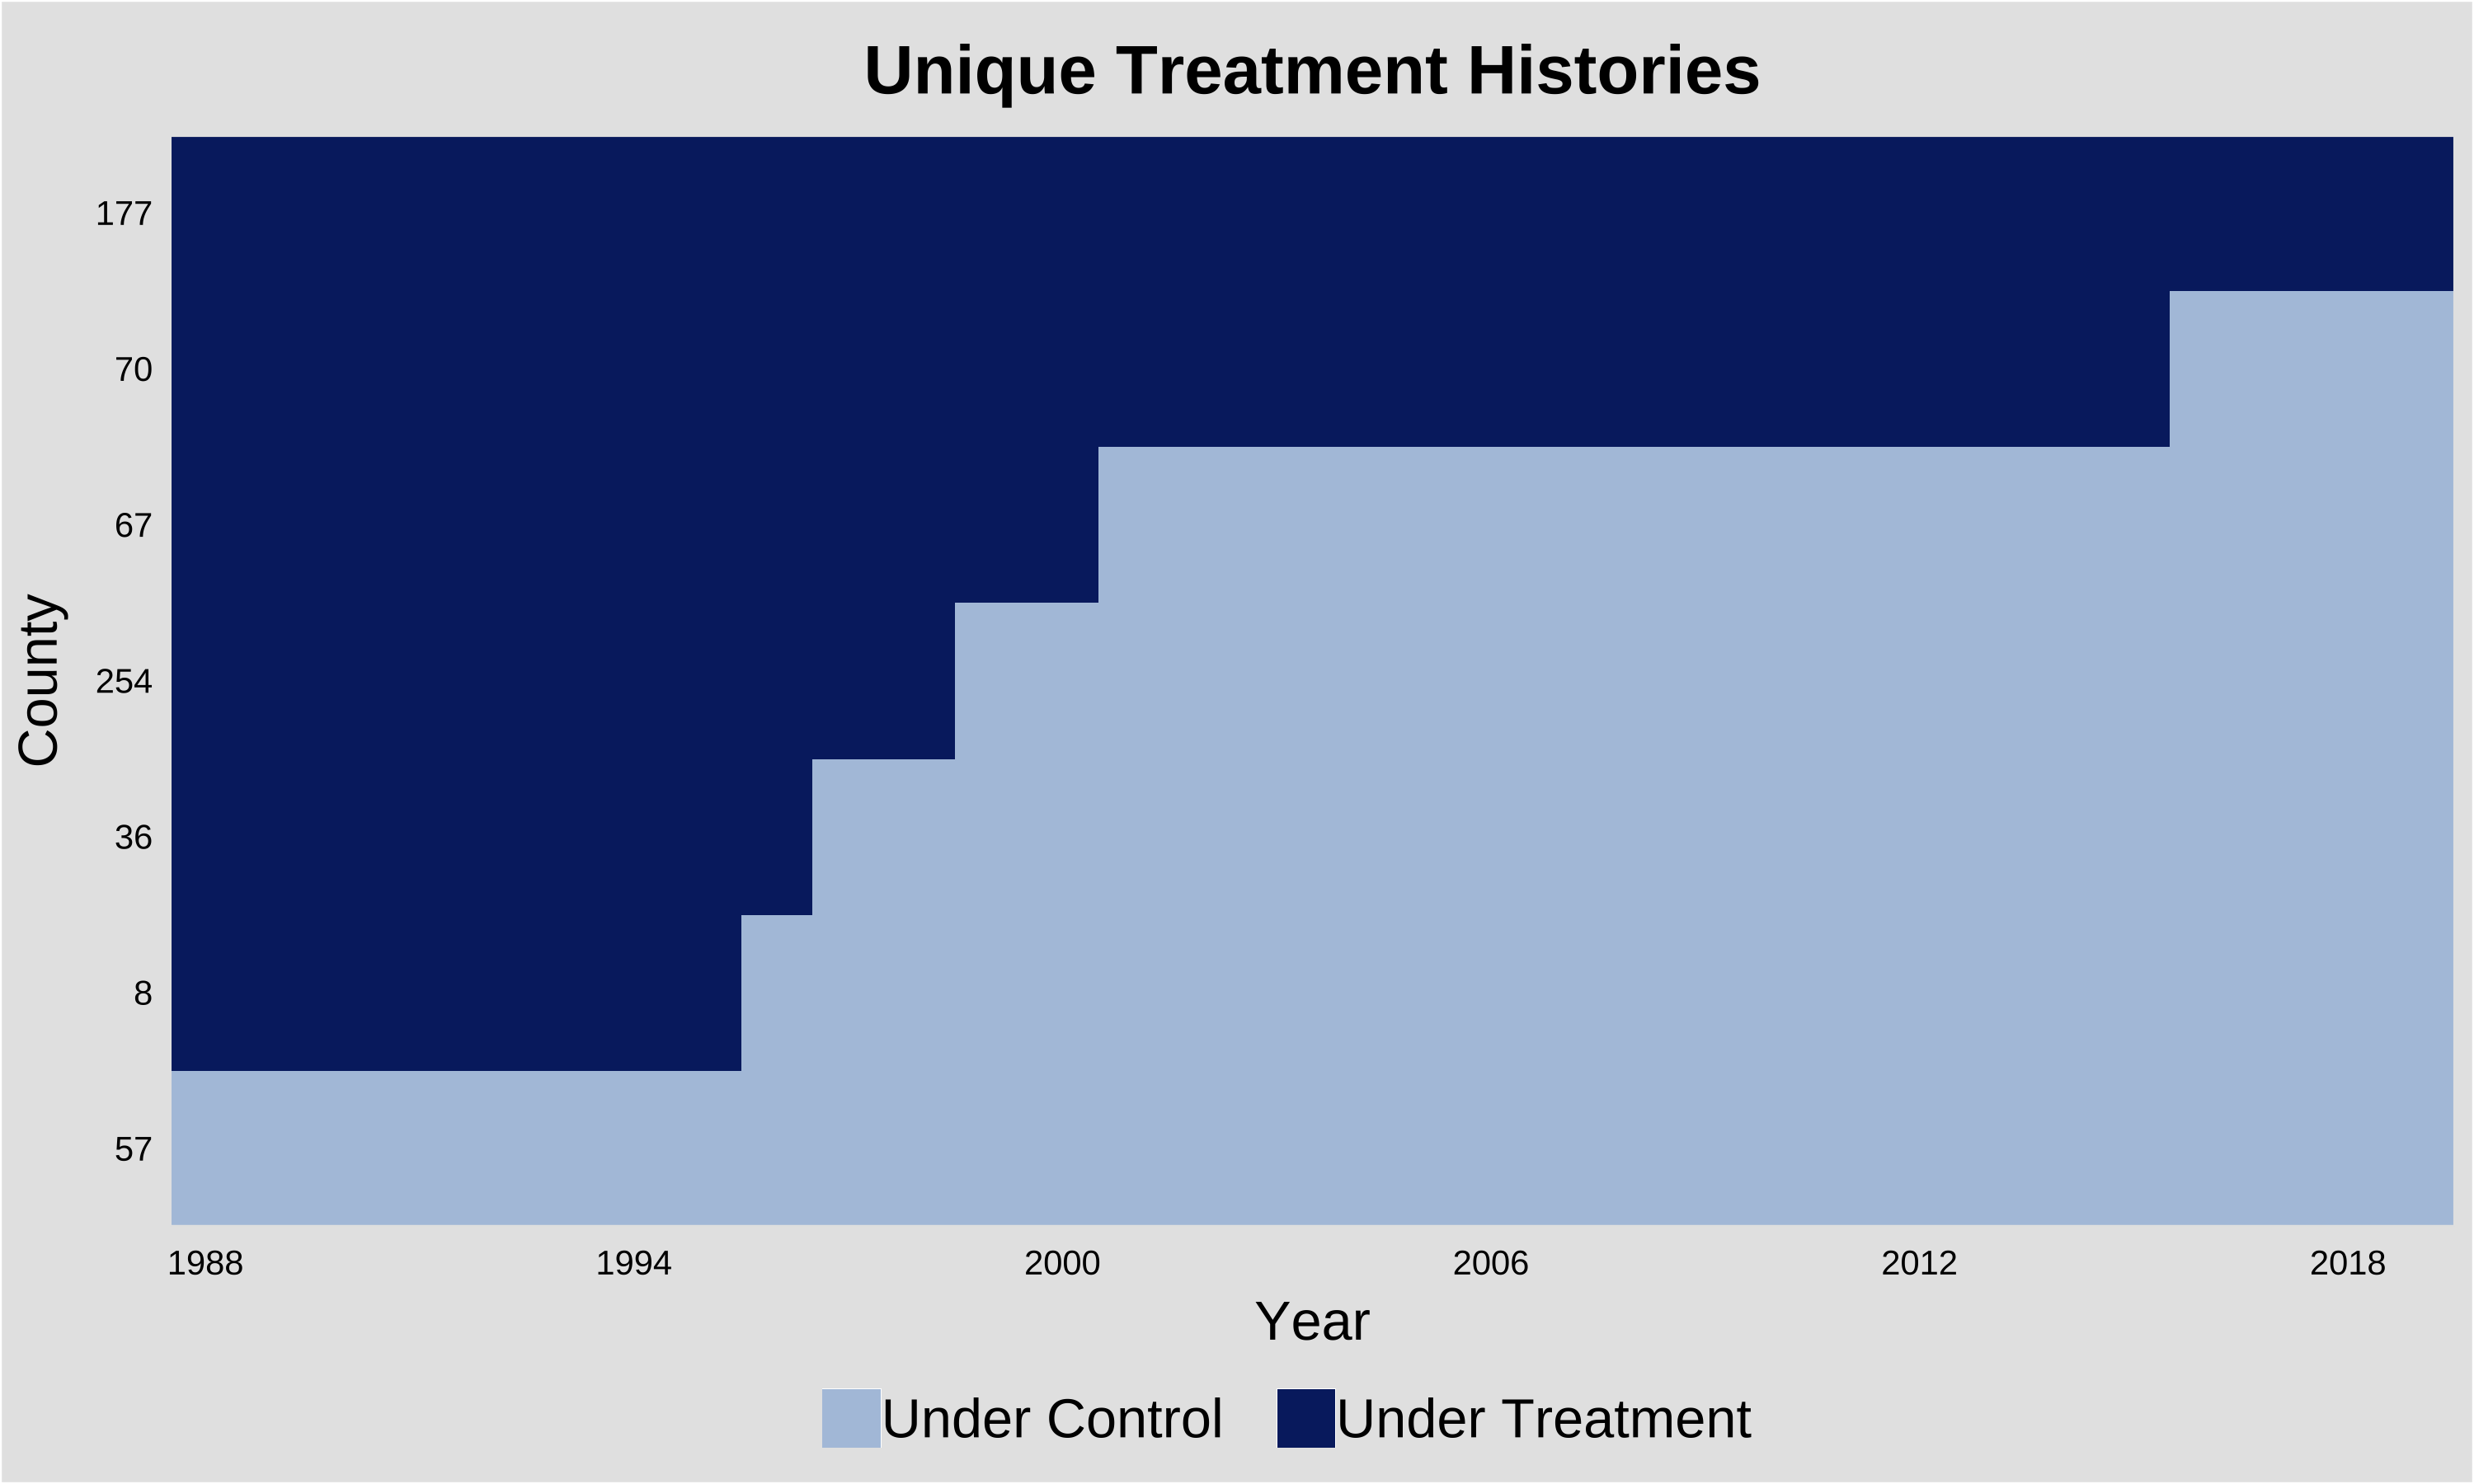 Unique Treatment Histories
177
70
67
254
36
8
57
County
1988 1994 2000 2006 2012 2018
Year
Under Control Under Treatment